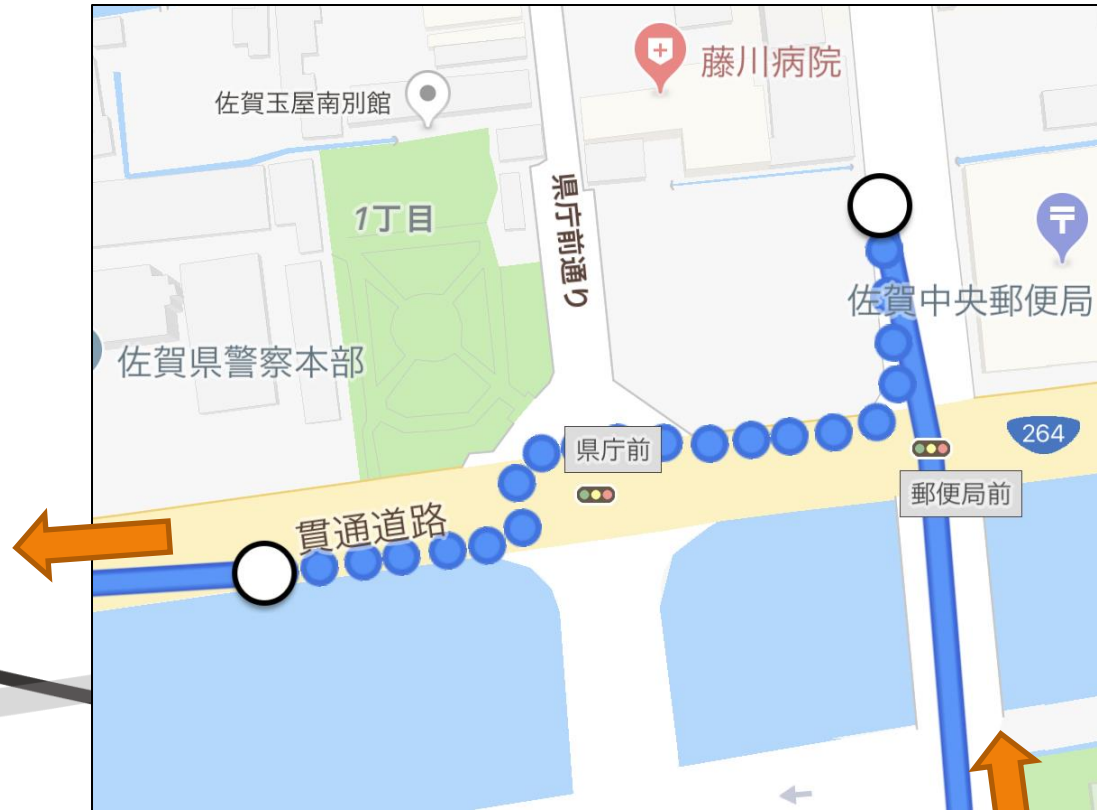 藤川病院
佐賀玉屋南別館
1丁目
県庁前通り
〒
佐賀中央郵便局
佐賀県警察本部
264
県庁前
郵便局前
貫通道路